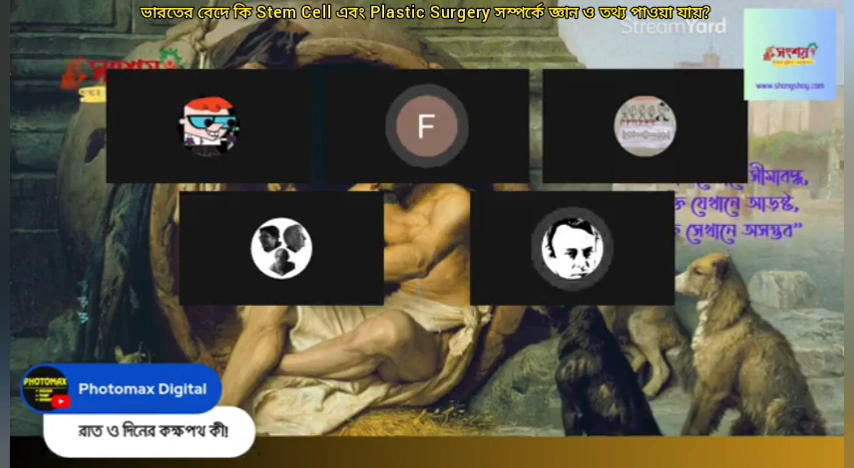 ভারতের বেদে কি Stem Cell এবং Plastic Surgery সম্পর্কে জ্ঞান ও তথ্য পাওয়া যায়?
StreamYard
সংশয়
www.shongshoy.com
সংশয়
F
সীমাবদ্ধ,
যেখানে আড়ষ্ট,
সেখানে অসম্ভব”
PHOTOMAX
Photomax Digital
রাত ও দিনের কক্ষপথ কী!